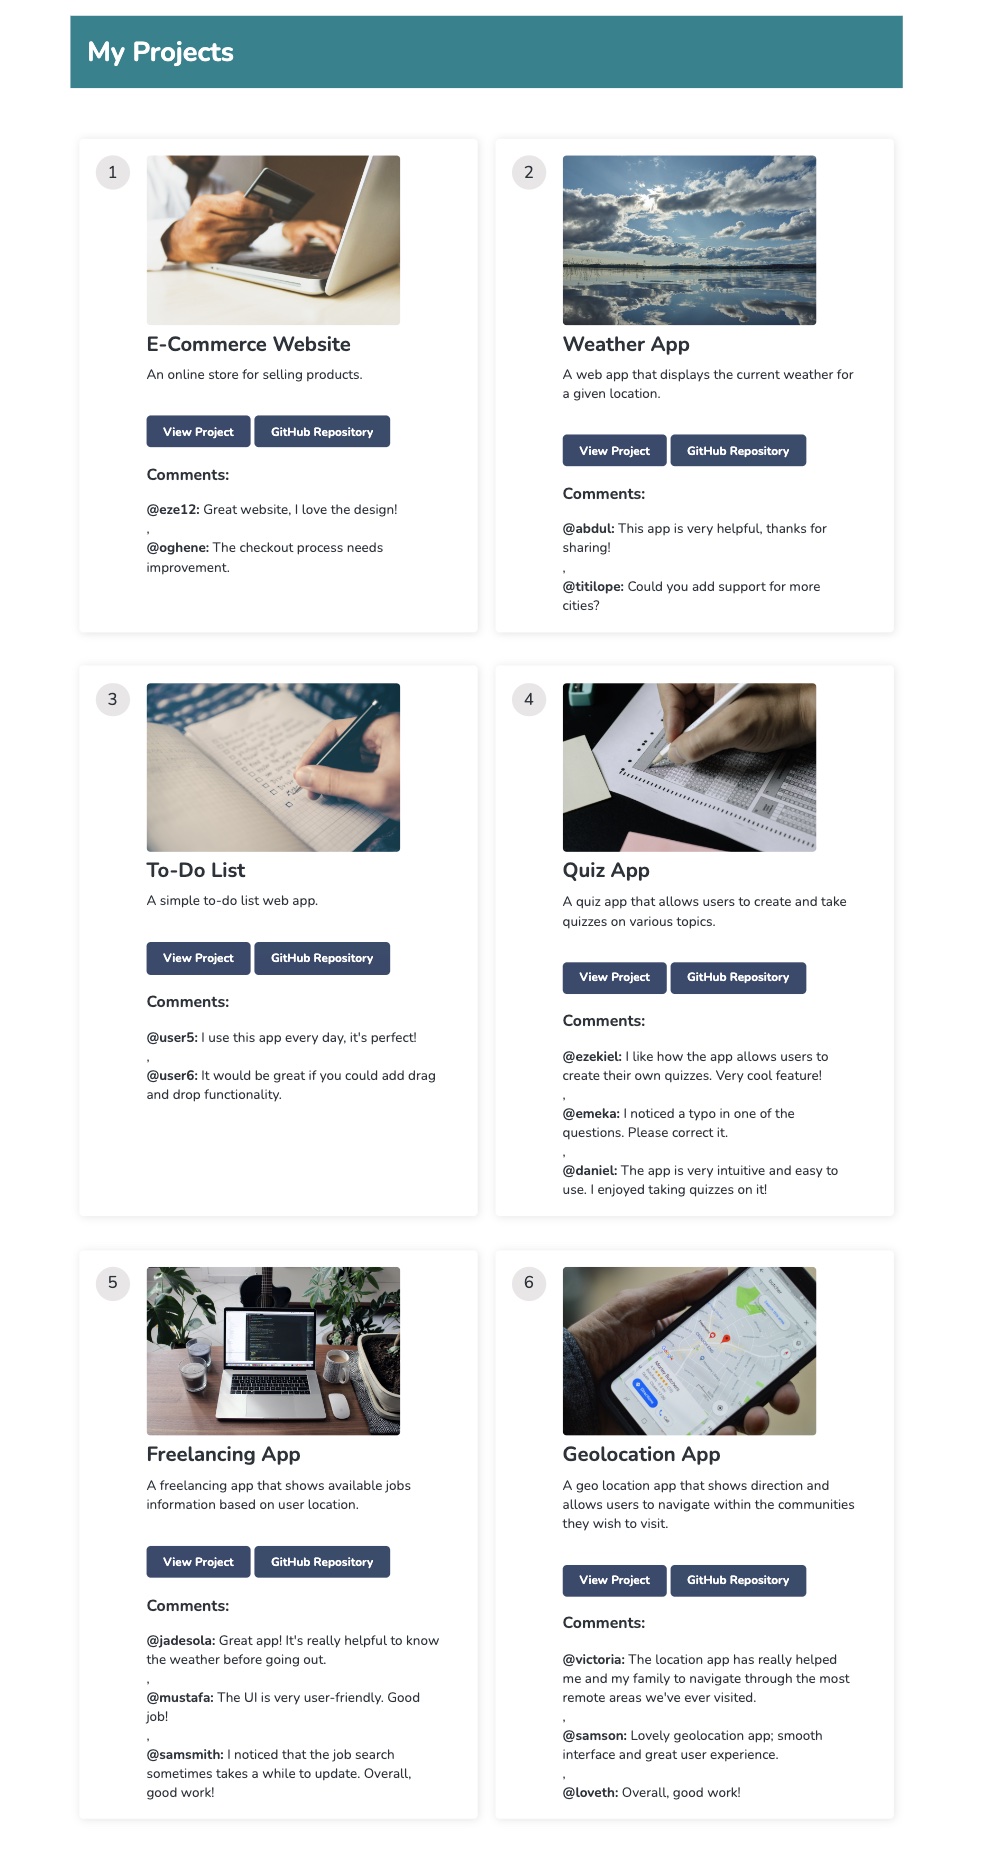 My Projects
1
E-Commerce Website
An online store for selling products.
View Project GitHub Repository
Comments:
@eze12: Great website, I love the design!
,
@oghene: The checkout process needs
improvement.
2
Weather App
A web app that displays the current weather for
a given location.
View Project GitHub Repository
Comments:
@abdul: This app is very helpful, thanks for
sharing!
,
@titilope: Could you add support for more
cities?
3
To-Do List
A simple to-do list web app.
View Project GitHub Repository
Comments:
@user5: I use this app every day, it's perfect!
,
@user6: It would be great if you could add drag
and drop functionality.
4
Quiz App
A quiz app that allows users to create and take
quizzes on various topics.
View Project GitHub Repository
Comments:
@ezekiel: I like how the app allows users to
create their own quizzes. Very cool feature!
,
@emeka: I noticed a typo in one of the
questions. Please correct it.
,
@daniel: The app is very intuitive and easy to
use. I enjoyed taking quizzes on it!
5
Freelancing App
A freelancing app that shows available jobs
information based on user location.
View Project GitHub Repository
Comments:
@jadesola: Great app! It's really helpful to know
the weather before going out.
,
@mustafa: The UI is very user-friendly. Good
job!
,
@samsmith: I noticed that the job search
sometimes takes a while to update. Overall,
good work!
6
Google
Geolocation App
A geo location app that shows direction and
allows users to navigate within the communities
they wish to visit.
View Project GitHub Repository
Comments:
@victoria: The location app has really helped
me and my family to navigate through the most
remote areas we've ever visited.
,
@samson: Lovely geolocation app; smooth
interface and great user experience.
,
@loveth: Overall, good work!